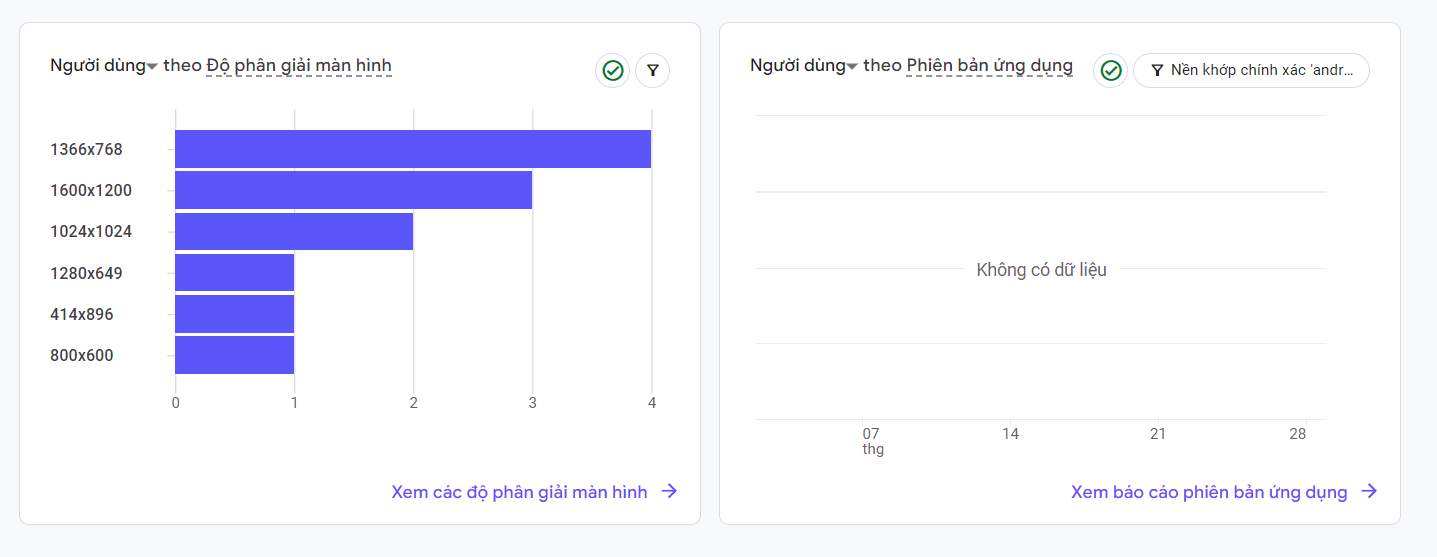 Người dùng theo Độ phân giải màn hình
1366x768
1600x1200
1024x1024
1280x649
414x896
800x600
0 1 2 3 4
Xem các độ phân giải màn hình
Người dùng theo Phiên bản ứng dụng
Nền khớp chính xác 'andr...
Không có dữ liệu
07 14 21 28
thg
Xem báo cáo phiên bản ứng dụng